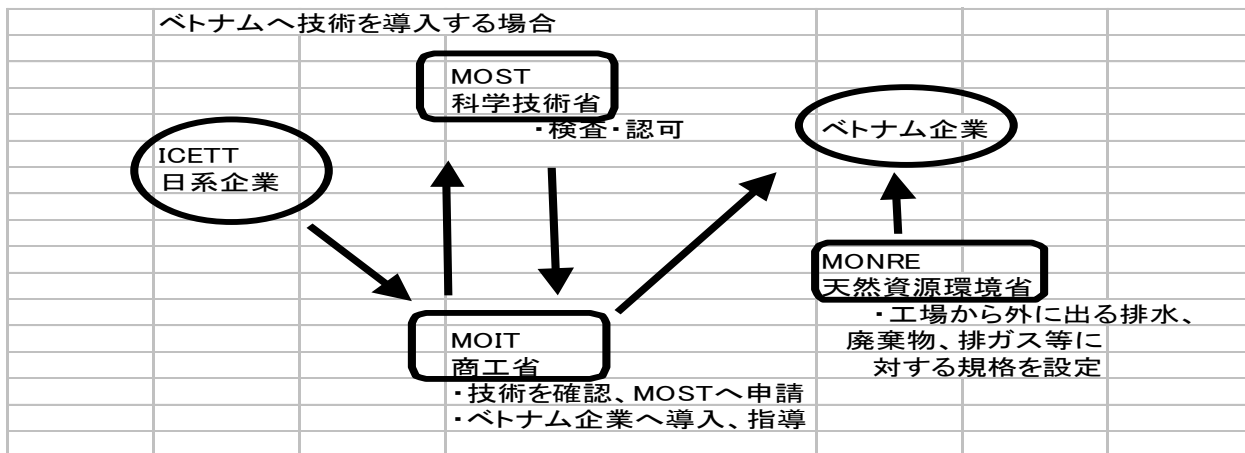 ベトナムへ技術を導入する場合
MOST
科学技術省
・検査・認可
ベトナム企業
ICETT
日系企業
MONRE
天然資源環境省
・工場から外に出る排水、
廃棄物、排ガス等に
対する規格を設定
MOIT
商工省
・技術を確認、MOSTへ申請
・ベトナム企業へ導入、指導